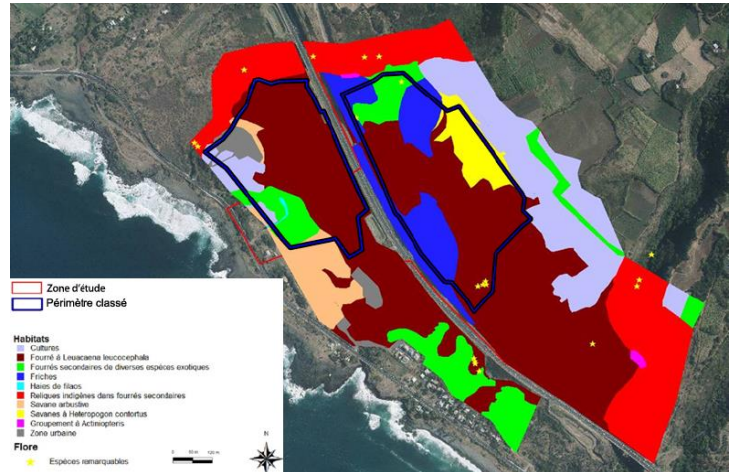 Zone d'étude
Périmètre classé
Habitats
Cultures
Fourré à Leuacaena leucocephala
Fourrés secondaires de diverses espèces exotiques
Friches
Haies de filaos
Reliques indigènes dans fourrés secondaires
Savane arbustive
Savanes à Heteropogon contortus
Groupement à Actiniopteris
Zone urbaine
Flore
Espèces remarquables
N